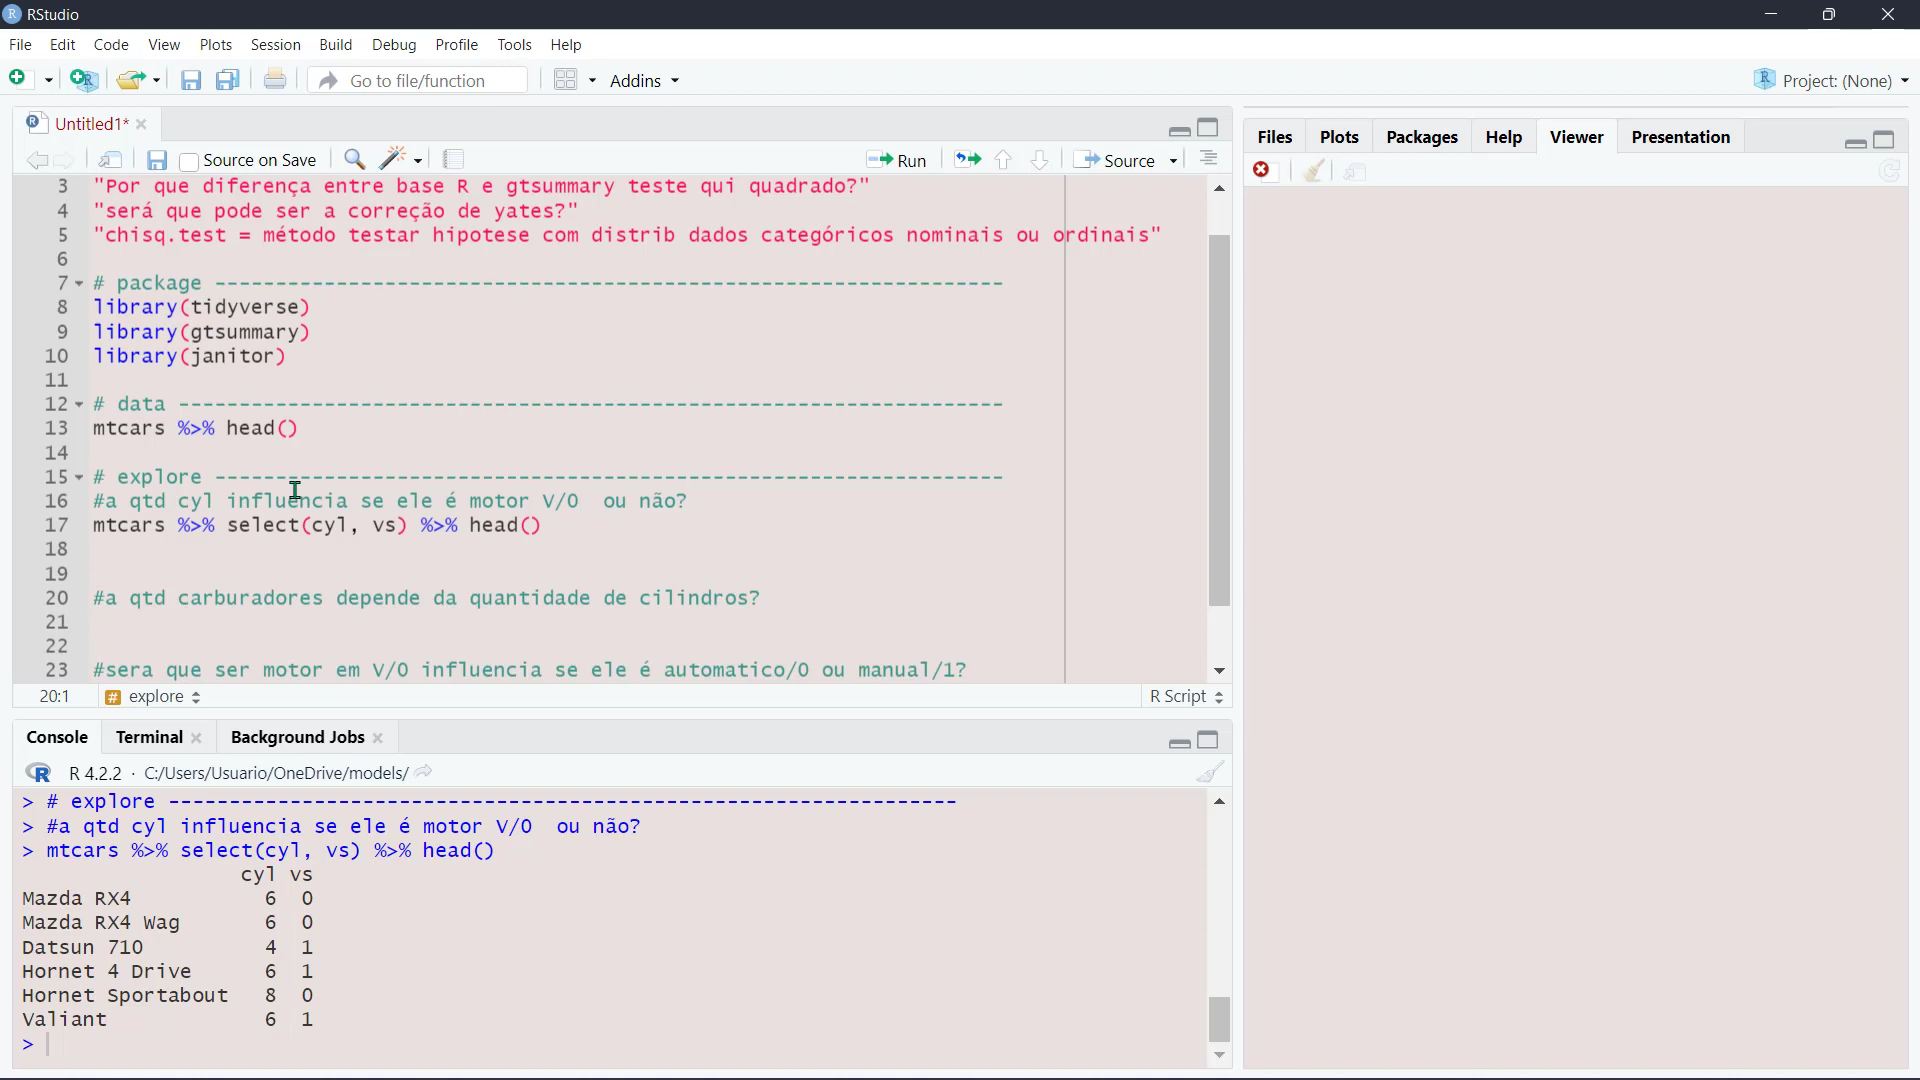 RStudio
File Edit Code View Plots Session Build Debug Profile Tools Help
Go to file/function Addins Project: (None)
Untitled1*
Source on Save Run Source
3 "Por que diferença entre base R e gtsummary teste qui quadrado?"
4 "será que pode ser a correção de yates?"
5 "chisq.test = método testar hipotese com distrib dados categóricos nominais ou ordinais"
6
7 # package ------------------------------------------------------------------
8 library(tidyverse)
9 library(gtsummary)
10 library(janitor)
11
12 # data ---------------------------------------------------------------------
13 mtcars %>% head()
14
15 # explore ------------------------------------------------------------------
16 #a qtd cyl influencia se ele é motor V/0  ou não?
17 mtcars %>% select(cyl, vs) %>% head()
18
19
20 #a qtd carburadores depende da quantidade de cilindros?
21
22
23 #sera que ser motor em V/0 influencia se ele é automatico/0 ou manual/1?
20:1 # explore R Script
Console Terminal Background Jobs
R 4.2.2 · C:/Users/Usuario/OneDrive/models/
> # explore ------------------------------------------------------------------
> #a qtd cyl influencia se ele é motor V/0  ou não?
> mtcars %>% select(cyl, vs) %>% head()
cyl vs
Mazda RX4 6 0
Mazda RX4 Wag 6 0
Datsun 710 4 1
Hornet 4 Drive 6 1
Hornet Sportabout 8 0
Valiant 6 1
>
Files Plots Packages Help Viewer Presentation